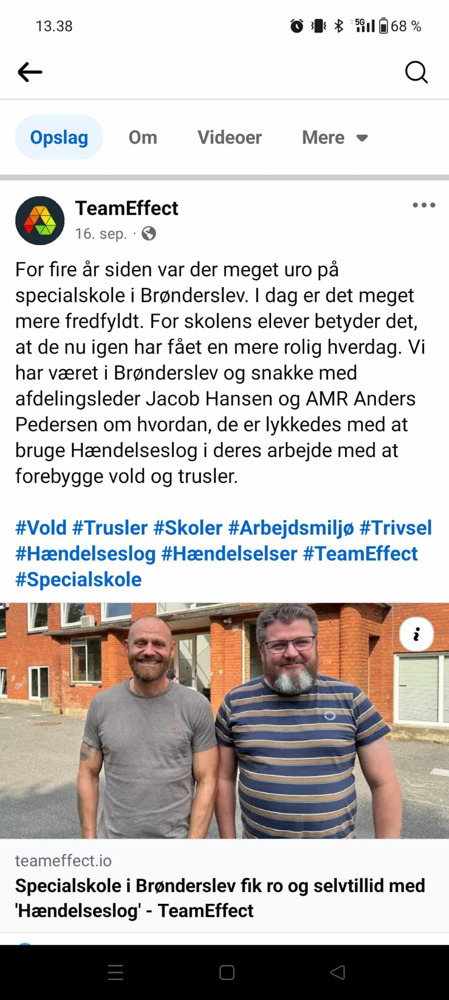 13.38
5G
68 %
Opslag
Om
Videoer
Mere
TeamEffect
16. sep. ·
For fire år siden var der meget uro på
specialskole i Brønderslev. I dag er det meget
mere fredfyldt. For skolens elever betyder det,
at de nu igen har fået en mere rolig hverdag. Vi
har været i Brønderslev og snakke med
afdelingsleder Jacob Hansen og AMR Anders
Pedersen om hvordan, de er lykkedes med at
bruge Hændelseslog i deres arbejde med at
forebygge vold og trusler.
#Vold #Trusler #Skoler #Arbejdsmiljø #Trivsel
#Hændelseslog #Hændelselser #TeamEffect
#Specialskole
i
teameffect.io
Specialskole i Brønderslev fik ro og selvtillid med
'Hændelseslog' - TeamEffect